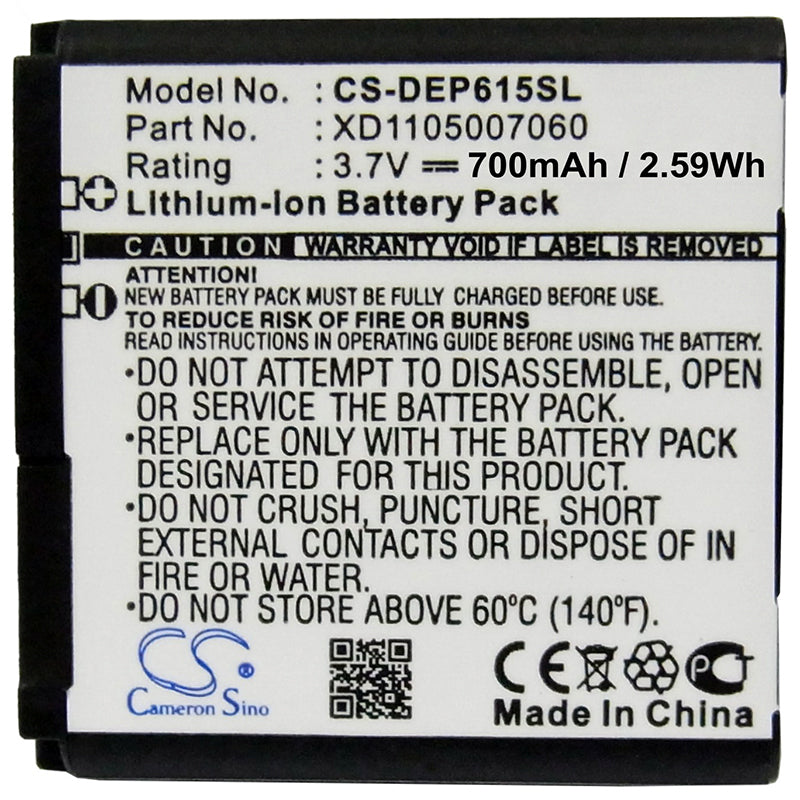 Model No. : CS-DEP615SL
Part No. : XD1105007060
Rating : 3.7V 700mAh / 2.59Wh
+ Lithium-Ion Battery Pack
CAUTION WARRANTY VOID IF LABEL IS REMOVED
ATTENTION!
- NEW BATTERY PACK MUST BE FULLY CHARGED BEFORE USE.
TO REDUCE RISK OF FIRE OR BURNS
READ INSTRUCTIONS IN OPERATING GUIDE BEFORE USING THE BATTERY.
•DO NOT ATTEMPT TO DISASSEMBLE, OPEN
OR SERVICE THE BATTERY PACK.
•REPLACE ONLY WITH THE BATTERY PACK
DESIGNATED FOR THIS PRODUCT.
•DO NOT CRUSH, PUNCTURE, SHORT
EXTERNAL CONTACTS OR DISPOSE OF IN
FIRE OR WATER.
•DO NOT STORE ABOVE 60°C (140°F).
CS®
Cameron Sino
CE PCT
Made In China